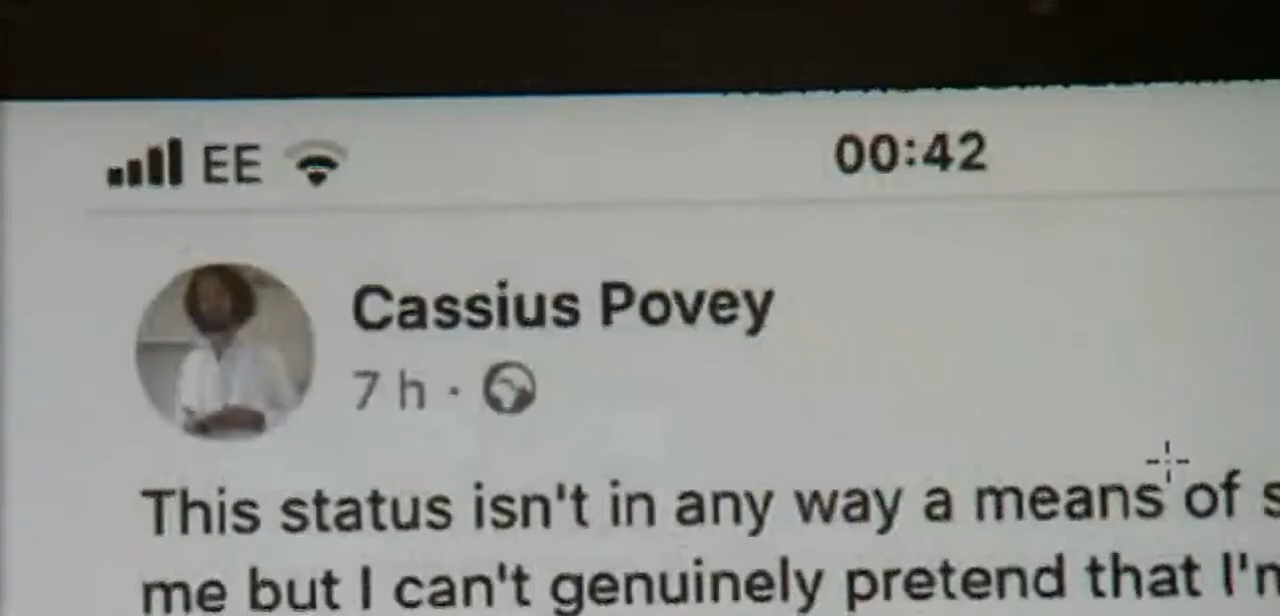 EE 00:42
Cassius Povey
7 h ·
This status isn't in any way a means of
me but I can't genuinely pretend that I'm